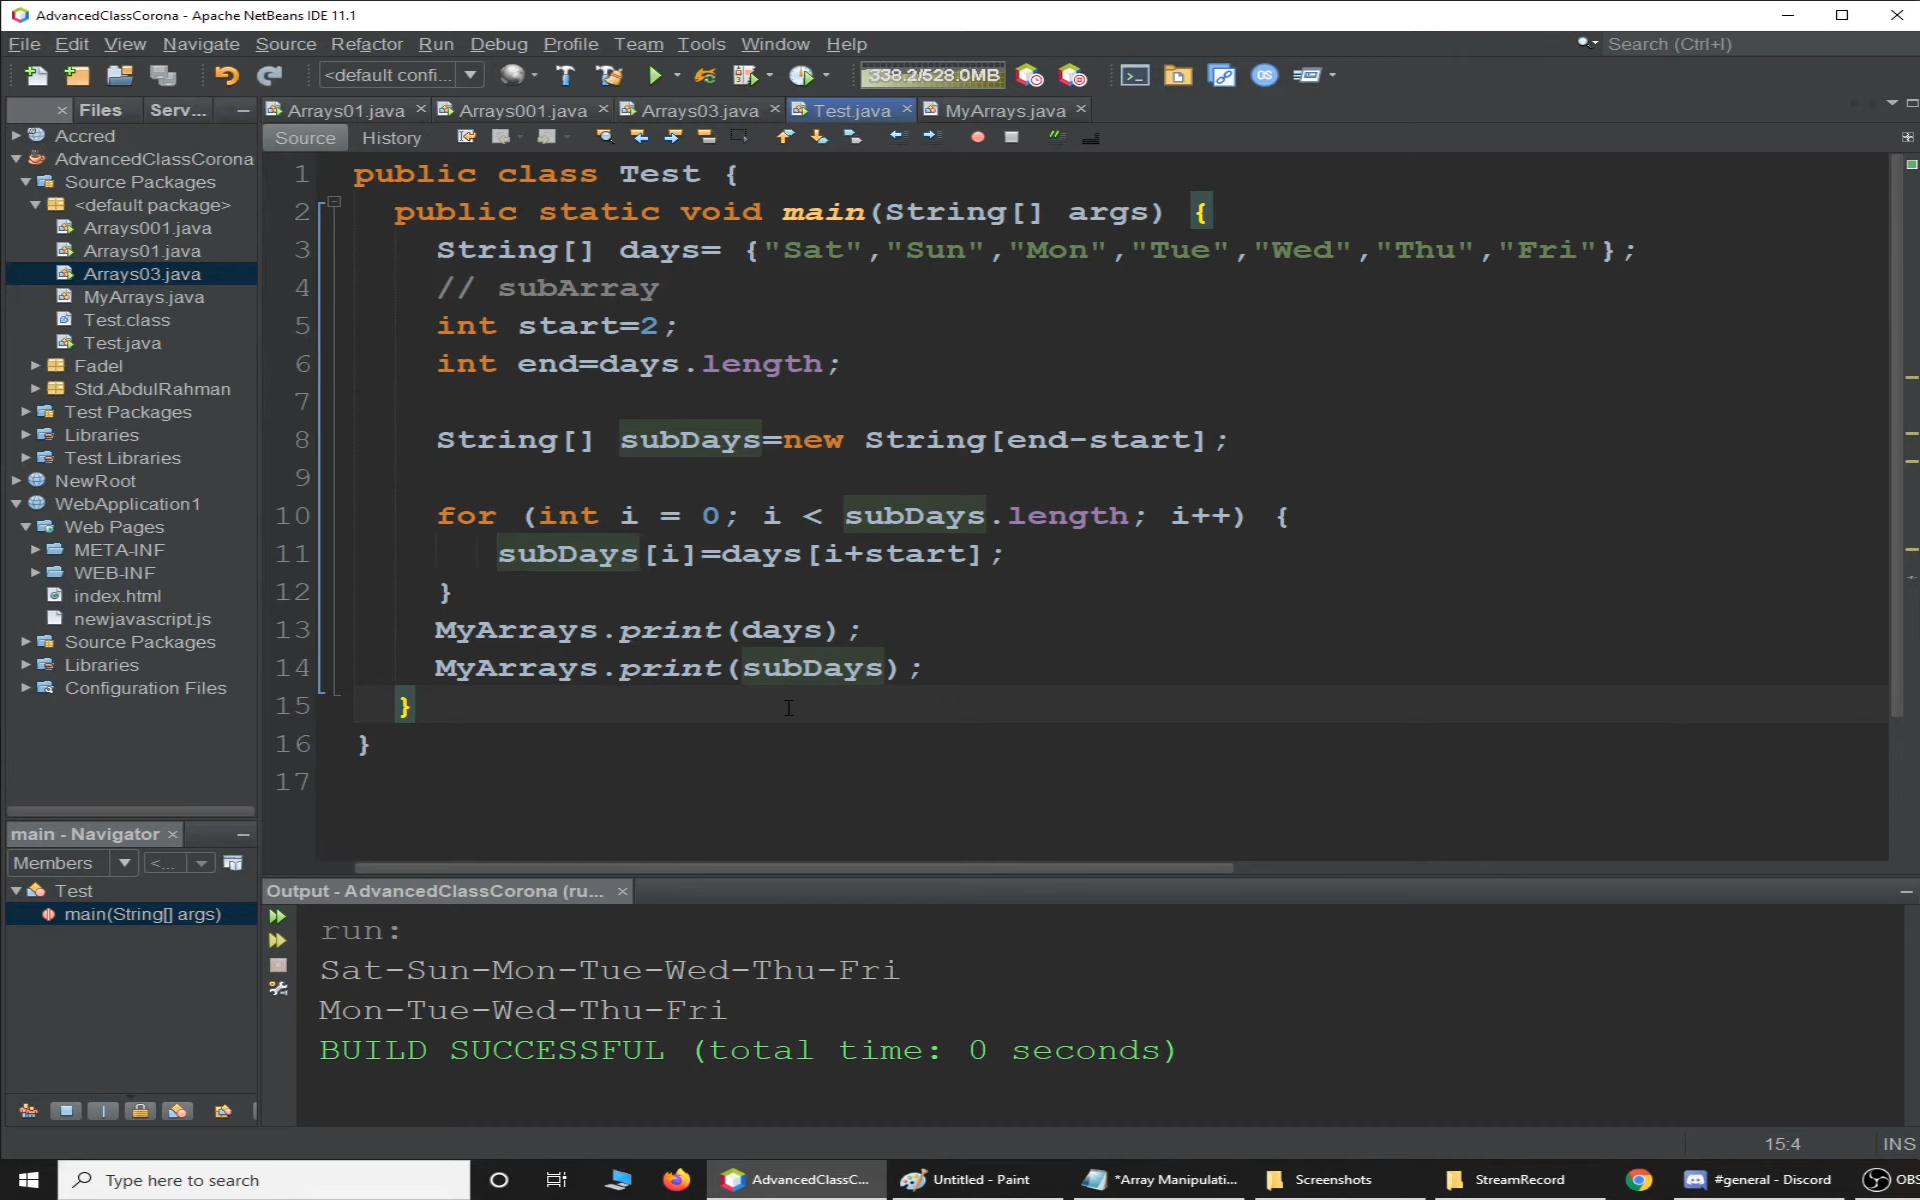 AdvancedClassCorona - Apache NetBeans IDE 11.1
File Edit View Navigate Source Refactor Run Debug Profile Team Tools Window Help
Search (Ctrl+I)
<default confi...
338.2/528.0MB
Files Serv...
Arrays01.java Arrays001.java Arrays03.java Test.java MyArrays.java
Source History
Accred
AdvancedClassCorona
Source Packages
<default package>
Arrays001.java
Arrays01.java
Arrays03.java
MyArrays.java
Test.class
Test.java
Fadel
Std.AbdulRahman
Test Packages
Libraries
Test Libraries
NewRoot
WebApplication1
Web Pages
META-INF
WEB-INF
index.html
newjavascript.js
Source Packages
Libraries
Configuration Files
1 public class Test {
2 public static void main(String[] args) {
3 String[] days= {"Sat","Sun","Mon","Tue","Wed","Thu","Fri"};
4 // subArray
5 int start=2;
6 int end=days.length;
7
8 String[] subDays=new String[end-start];
9
10 for (int i = 0; i < subDays.length; i++) {
11 subDays[i]=days[i+start];
12 }
13 MyArrays.print(days);
14 MyArrays.print(subDays);
15 }
16 }
17
main - Navigator
Members <...
Test
main(String[] args)
Output - AdvancedClassCorona (ru...
run:
Sat-Sun-Mon-Tue-Wed-Thu-Fri
Mon-Tue-Wed-Thu-Fri
BUILD SUCCESSFUL (total time: 0 seconds)
15:4 INS
Type here to search
AdvancedClassC...
Untitled - Paint
*Array Manipulati...
Screenshots
StreamRecord
#general - Discord
OBS